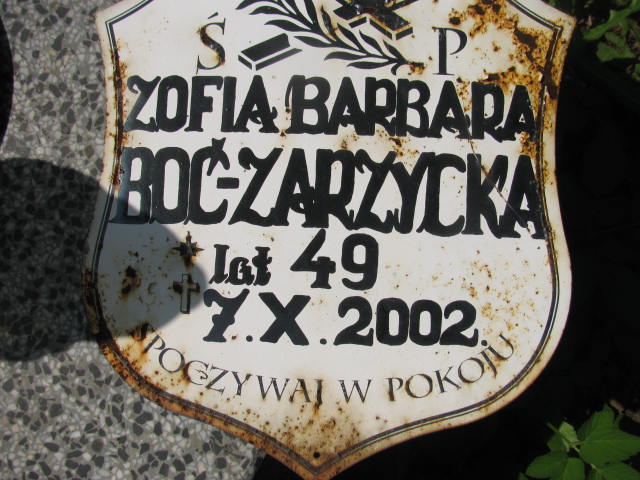 Ś P
ZOFIA BARBARA
BOĆ-ZARZYCKA
lat 49
7.X.2002
SPOCZYWAJ W POKOJU